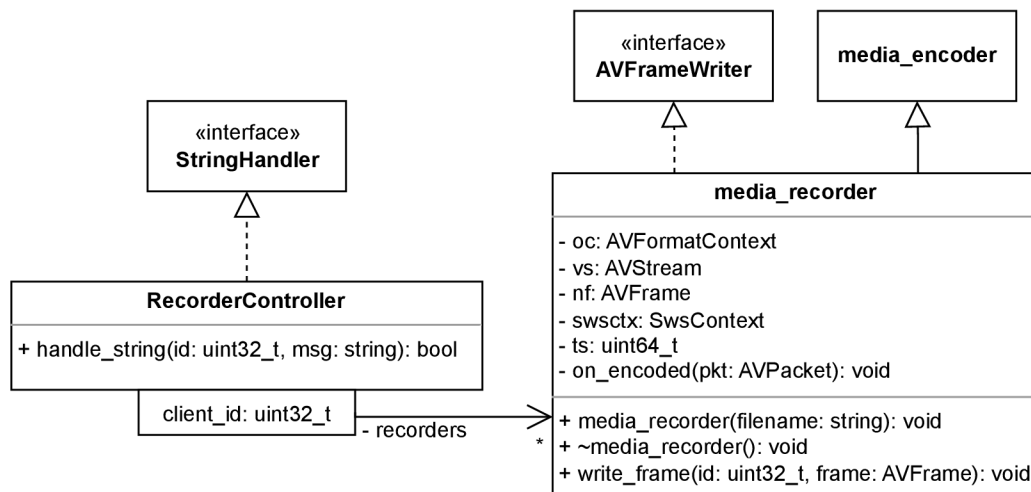 «interface»
AVFrameWriter
media_encoder
«interface»
StringHandler
media_recorder
- oc: AVFormatContext
- vs: AVStream
- nf: AVFrame
- swsctx: SwsContext
- ts: uint64_t
- on_encoded(pkt: AVPacket): void
RecorderController
+ handle_string(id: uint32_t, msg: string): bool
client_id: uint32_t
- recorders
*
+ media_recorder(filename: string): void
+ ~media_recorder(): void
+ write_frame(id: uint32_t, frame: AVFrame): void